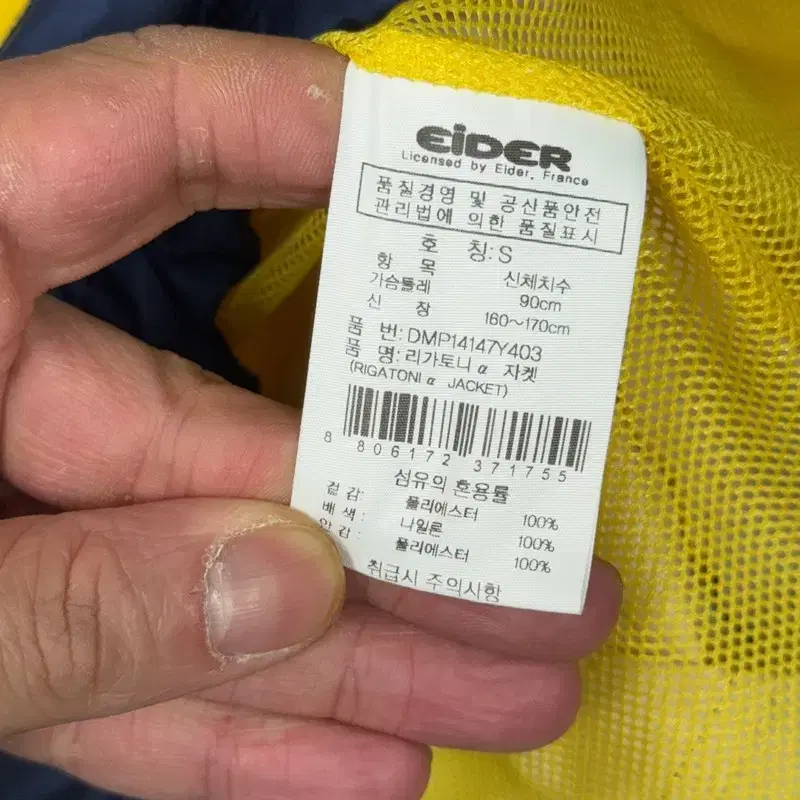 EiDER
Licensed by Eider, France
품질경영 및 공산품안전
관리법에 의한 품질표시
호 칭: S
항 목 신체치수
가슴둘레 90cm
신 장 160~170cm
품 번: DMP14147Y403
품 명: 리가토니 α 자켓
(RIGATONI α JACKET)
8 806172 371755
섬유의 혼용률
겉감: 폴리에스터 100%
배색: 나일론 100%
안감: 폴리에스터 100%
취급시 주의사항